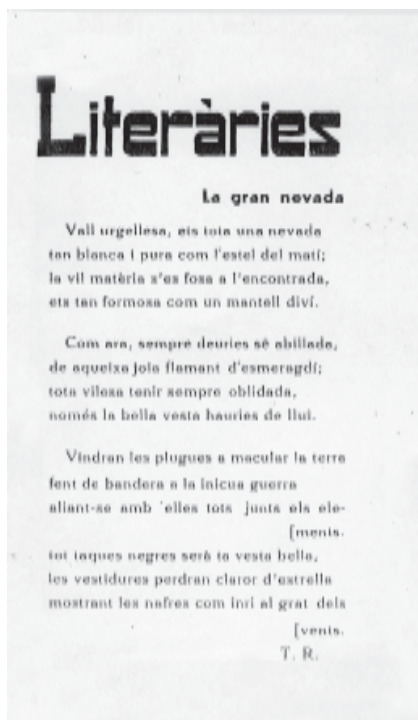 Literàries
La gran nevada
Vall urgellesa, ets tota una nevada
tan blanca i pura com l'estel del matí;
la vil matèria s'es fosa a l'encontrada,
ets tan formosa com un mantell diví.
Com ara, sempre deuries sé abillada,
de aqueixa joia flamant d'esmeragdí;
tota vilesa tenir sempre oblidada,
només la bella vesta hauries de lluí.
Vindran les plugues a macular la terra
fent de bandera a la inicua guerra
aliant-se amb 'elles tots junts els ele-
[ments.
tot taques negres serà ta vesta bella,
les vestidures perdran claror d'estrella
mostrant les nafres com inri al grat dels
[vents.
T. R.